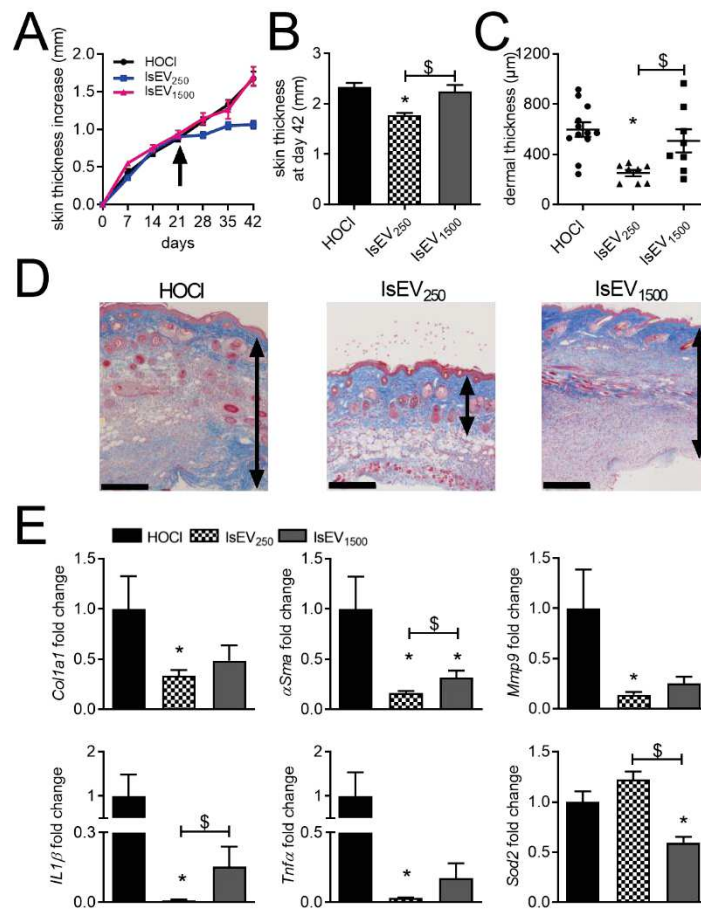 A
skin thickness increase (mm)
2.0
1.5
1.0
0.5
0.0
HOCl
IsEV250
IsEV1500
0 7 14 21 28 35 42
days
B
skin thickness
at day 42 (mm)
3
2
1
0
*
$
HOCl
IsEV250
IsEV1500
C
dermal thickness (µm)
1200
900
600
300
0
*
$
HOCl
IsEV250
IsEV1500
D
HOCl
IsEV250
IsEV1500
E
HOCl IsEV250 IsEV1500
Col1a1 fold change
1.5
1.0
0.5
0.0
*
αSma fold change
1.5
1.0
0.5
0.0
*
$
*
Mmp9 fold change
1.5
1.0
0.5
0.0
*
IL1β fold change
2
1
0.3
0.0
*
$
Tnfα fold change
2
1
0.5
0.0
*
Sod2 fold change
1.5
1.0
0.5
0.0
$
*